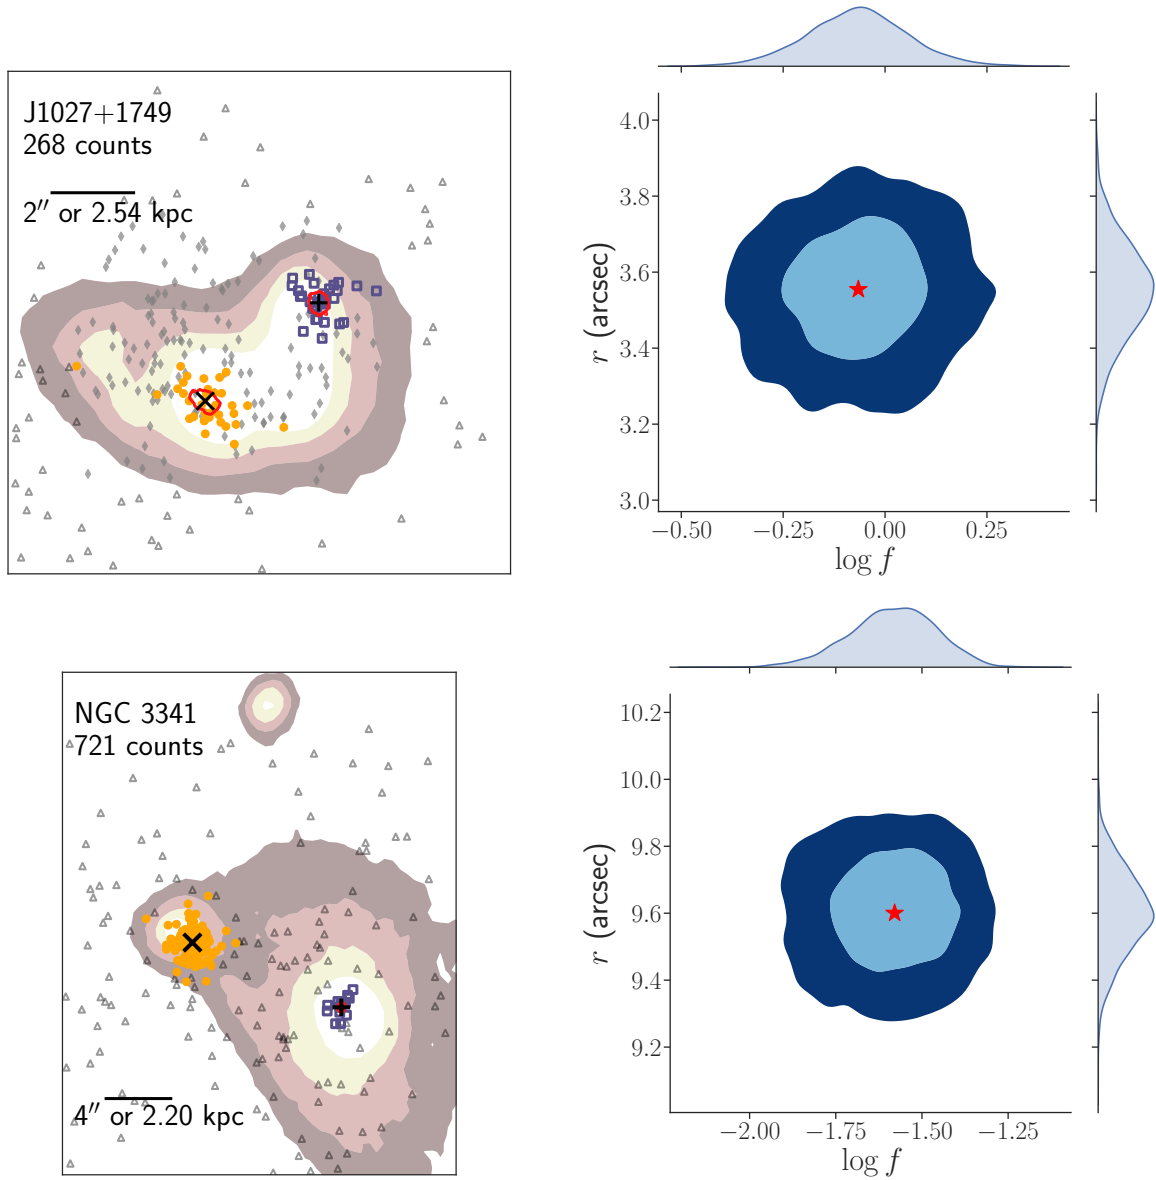 J1027+1749
268 counts
2″ or 2.54 kpc
4.0
3.8
3.6
3.4
3.2
3.0
r (arcsec)
−0.50 −0.25 0.00 0.25
log f
NGC 3341
721 counts
4″ or 2.20 kpc
10.2
10.0
9.8
9.6
9.4
9.2
r (arcsec)
−2.00 −1.75 −1.50 −1.25
log f